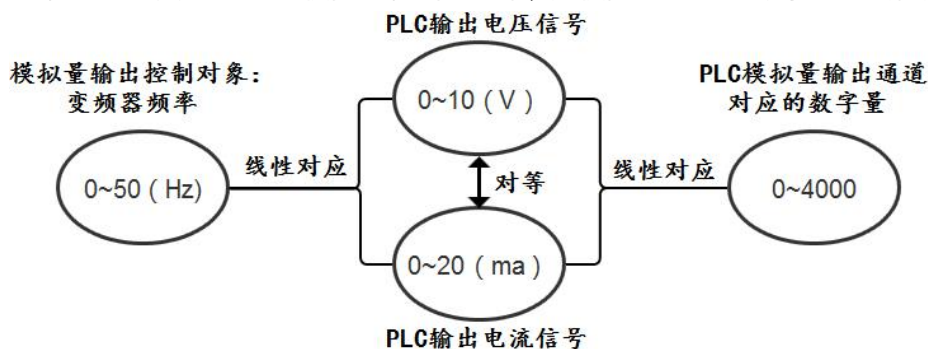 PLC输出电压信号
模拟量输出控制对象：
变频器频率
PLC模拟量输出通道
对应的数字量
0~10（V）
线性对应
线性对应
0~50（Hz)
对等
0~4000
0~20（ma）
PLC输出电流信号